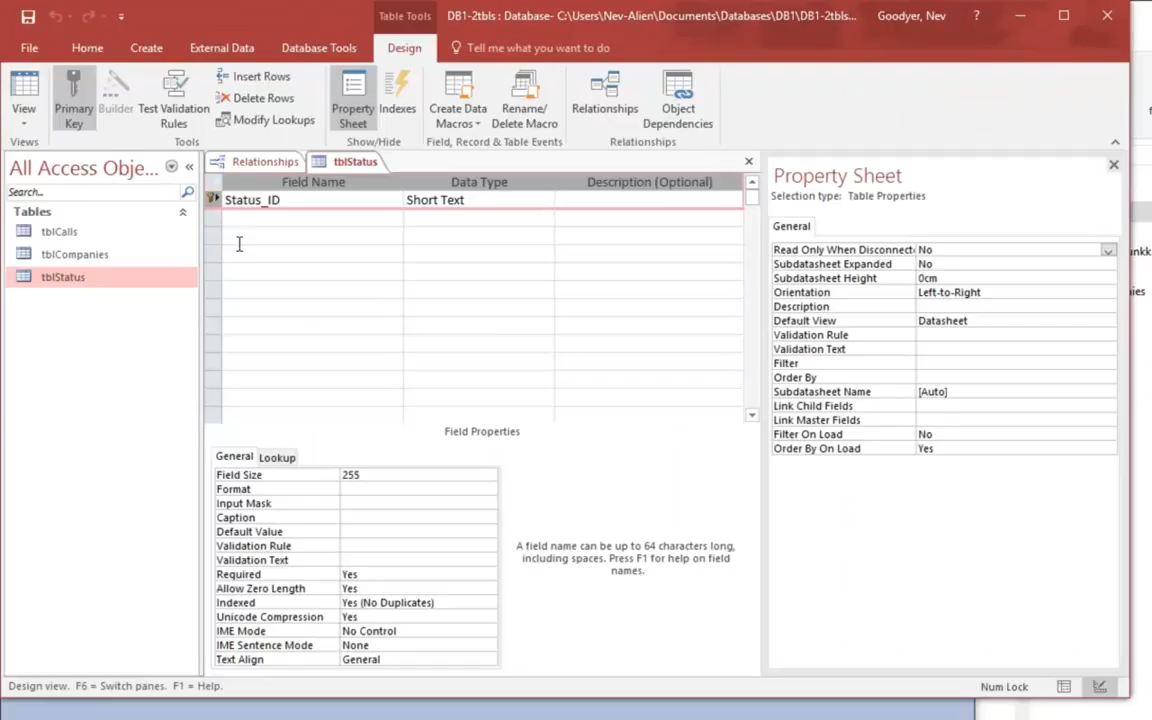 Table Tools
DB1-2tbls : Database- C:\Users\Nev-Alien\Documents\Databases\DB1\DB1-2tbls...
Goodyer, Nev
?
File
Home
Create
External Data
Database Tools
Design
Tell me what you want to do
View
Primary Key
Builder
Test Validation Rules
Insert Rows
Delete Rows
Modify Lookups
Property Sheet
Indexes
Create Data Macros
Rename/ Delete Macro
Relationships
Object Dependencies
Views
Tools
Show/Hide
Field, Record & Table Events
Relationships
All Access Obje...
Search...
Tables
tblCalls
tblCompanies
tblStatus
Relationships
tblStatus
Field Name
Data Type
Description (Optional)
Status_ID
Short Text
Field Properties
General
Lookup
Field Size 255
Format
Input Mask
Caption
Default Value
Validation Rule
Validation Text
Required Yes
Allow Zero Length Yes
Indexed Yes (No Duplicates)
Unicode Compression Yes
IME Mode No Control
IME Sentence Mode None
Text Align General
A field name can be up to 64 characters long,
including spaces. Press F1 for help on field
names.
Property Sheet
Selection type: Table Properties
General
Read Only When Disconnect No
Subdatasheet Expanded No
Subdatasheet Height 0cm
Orientation Left-to-Right
Description
Default View Datasheet
Validation Rule
Validation Text
Filter
Order By
Subdatasheet Name [Auto]
Link Child Fields
Link Master Fields
Filter On Load No
Order By On Load Yes
Design view. F6 = Switch panes. F1 = Help.
Num Lock